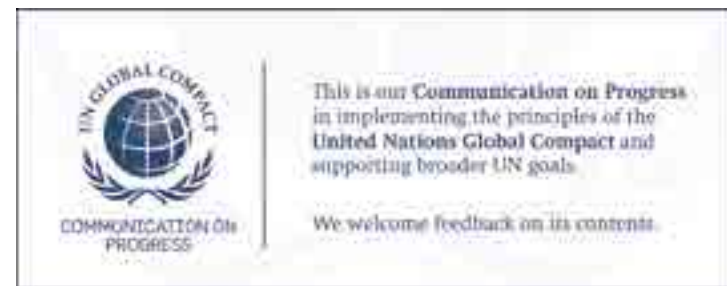 UN GLOBAL COMPACT
COMMUNICATION ON
PROGRESS
This is our Communication on Progress
in implementing the principles of the
United Nations Global Compact and
supporting broader UN goals.
We welcome feedback on its contents.